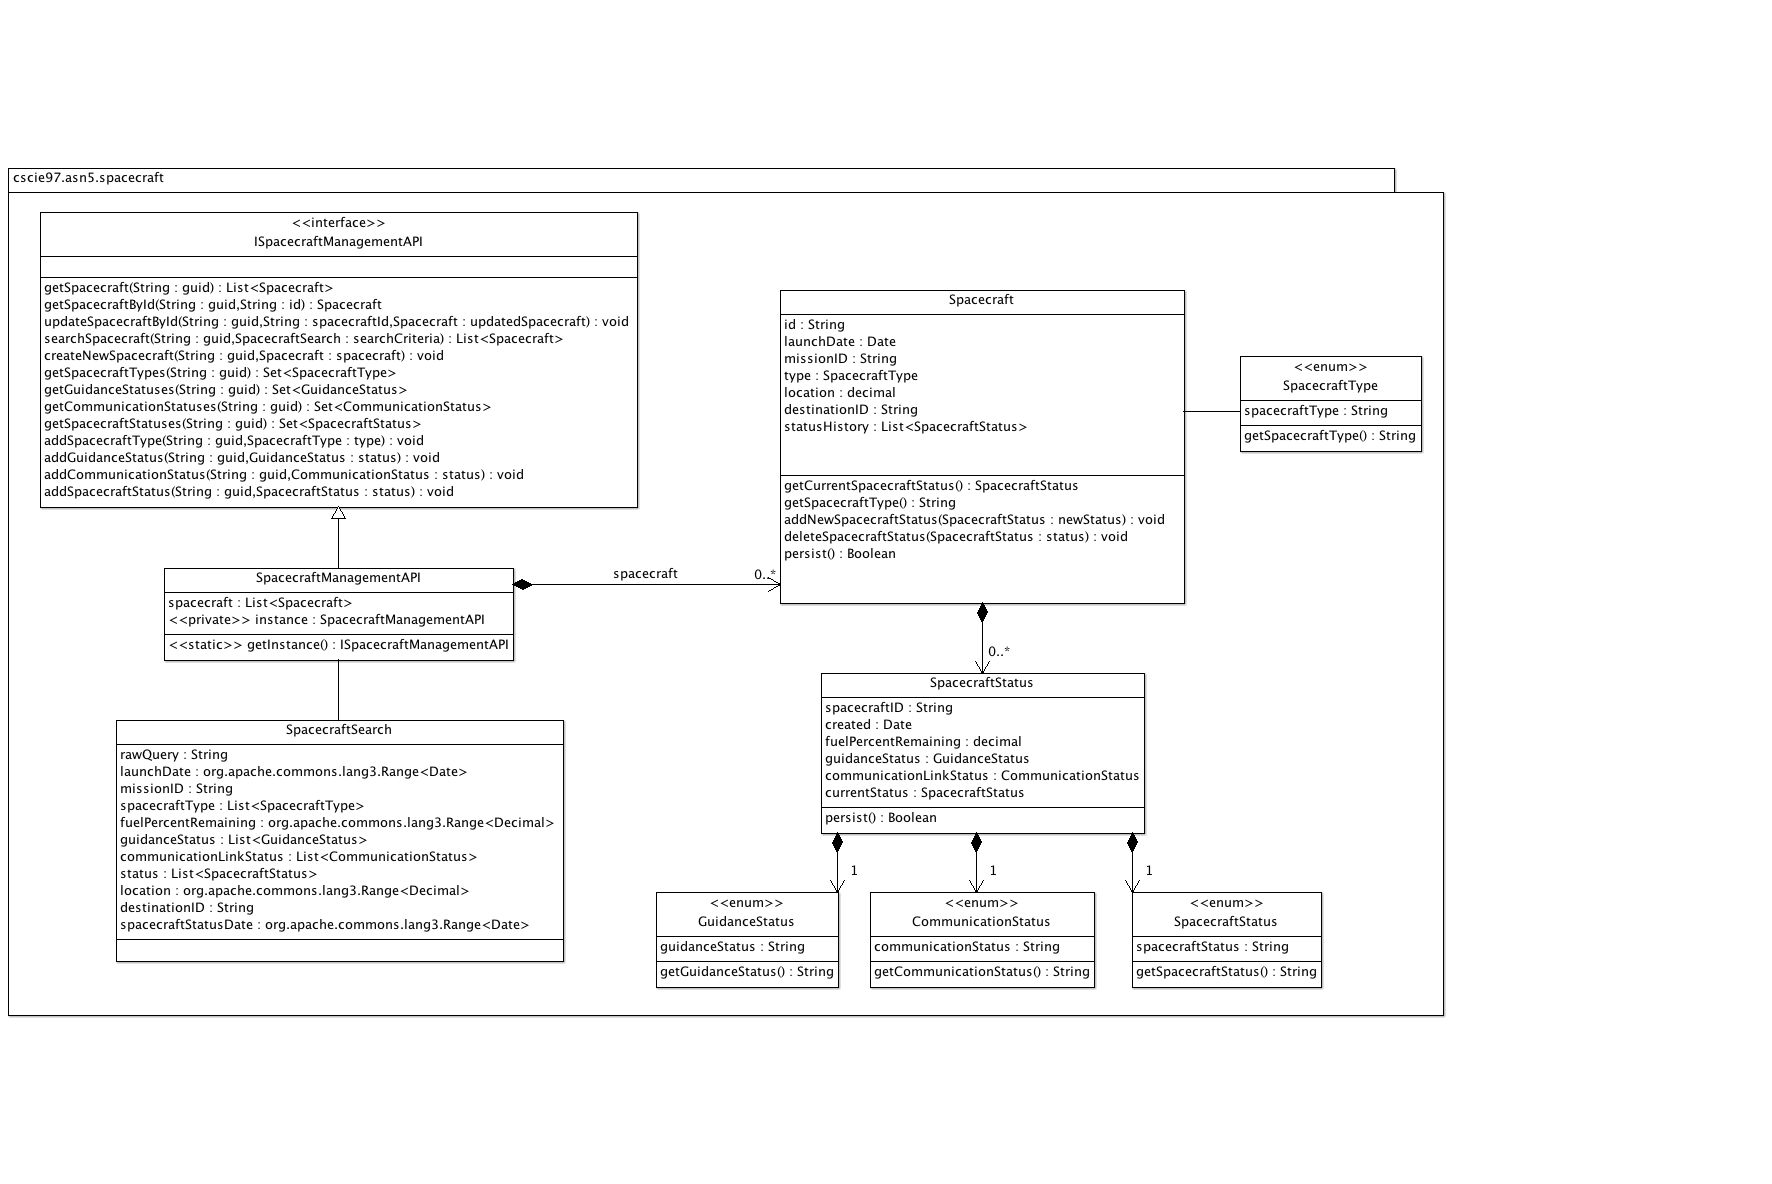 cscie97.asn5.spacecraft
<<interface>>
ISpacecraftManagementAPI
getSpacecraft(String : guid) : List<Spacecraft>
getSpacecraftById(String : guid,String : id) : Spacecraft
updateSpacecraftById(String : guid,String : spacecraftId,Spacecraft : updatedSpacecraft) : void
searchSpacecraft(String : guid,SpacecraftSearch : searchCriteria) : List<Spacecraft>
createNewSpacecraft(String : guid,Spacecraft : spacecraft) : void
getSpacecraftTypes(String : guid) : Set<SpacecraftType>
getGuidanceStatuses(String : guid) : Set<GuidanceStatus>
getCommunicationStatuses(String : guid) : Set<CommunicationStatus>
getSpacecraftStatuses(String : guid) : Set<SpacecraftStatus>
addSpacecraftType(String : guid,SpacecraftType : type) : void
addGuidanceStatus(String : guid,GuidanceStatus : status) : void
addCommunicationStatus(String : guid,CommunicationStatus : status) : void
addSpacecraftStatus(String : guid,SpacecraftStatus : status) : void
Spacecraft
id : String
launchDate : Date
missionID : String
type : SpacecraftType
location : decimal
destinationID : String
statusHistory : List<SpacecraftStatus>
getCurrentSpacecraftStatus() : SpacecraftStatus
getSpacecraftType() : String
addNewSpacecraftStatus(SpacecraftStatus : newStatus) : void
deleteSpacecraftStatus(SpacecraftStatus : status) : void
persist() : Boolean
<<enum>>
SpacecraftType
spacecraftType : String
getSpacecraftType() : String
SpacecraftManagementAPI
spacecraft : List<Spacecraft>
<<private>> instance : SpacecraftManagementAPI
<<static>> getInstance() : ISpacecraftManagementAPI
spacecraft
0..*
0..*
SpacecraftStatus
spacecraftID : String
created : Date
fuelPercentRemaining : decimal
guidanceStatus : GuidanceStatus
communicationLinkStatus : CommunicationStatus
currentStatus : SpacecraftStatus
persist() : Boolean
SpacecraftSearch
rawQuery : String
launchDate : org.apache.commons.lang3.Range<Date>
missionID : String
spacecraftType : List<SpacecraftType>
fuelPercentRemaining : org.apache.commons.lang3.Range<Decimal>
guidanceStatus : List<GuidanceStatus>
communicationLinkStatus : List<CommunicationStatus>
status : List<SpacecraftStatus>
location : org.apache.commons.lang3.Range<Decimal>
destinationID : String
spacecraftStatusDate : org.apache.commons.lang3.Range<Date>
1
1
1
<<enum>>
GuidanceStatus
guidanceStatus : String
getGuidanceStatus() : String
<<enum>>
CommunicationStatus
communicationStatus : String
getCommunicationStatus() : String
<<enum>>
SpacecraftStatus
spacecraftStatus : String
getSpacecraftStatus() : String